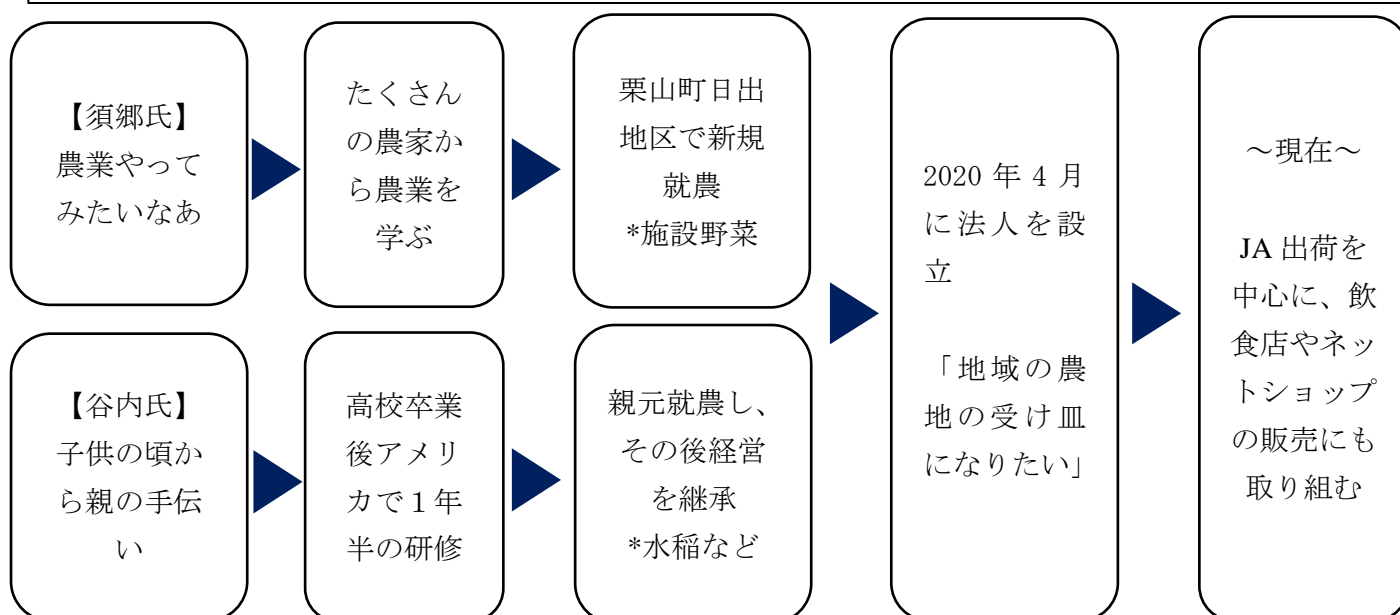 【須郷氏】
農業やって
みたいなあ
たくさん
の農家か
ら農業を
学ぶ
栗山町日出
地区で新規
就農
*施設野菜
【谷内氏】
子供の頃か
ら親の手伝
い
高校卒業
後アメリ
カで１年
半の研修
親元就農し、
その後経営
を継承
*水稲など
2020 年 4 月
に法人を設
立
「地域の農
地の受け皿
になりたい」
～現在～
JA 出荷を
中心に、飲
食店やネッ
トショップ
の販売にも
取り組む